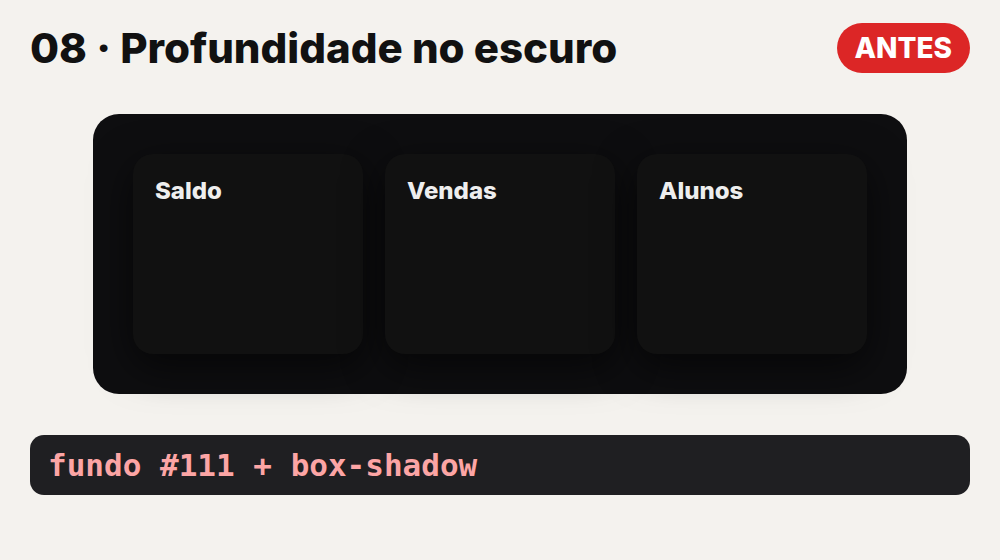 08 · Profundidade no escuro
ANTES
Saldo
Vendas
Alunos
fundo #111 + box-shadow